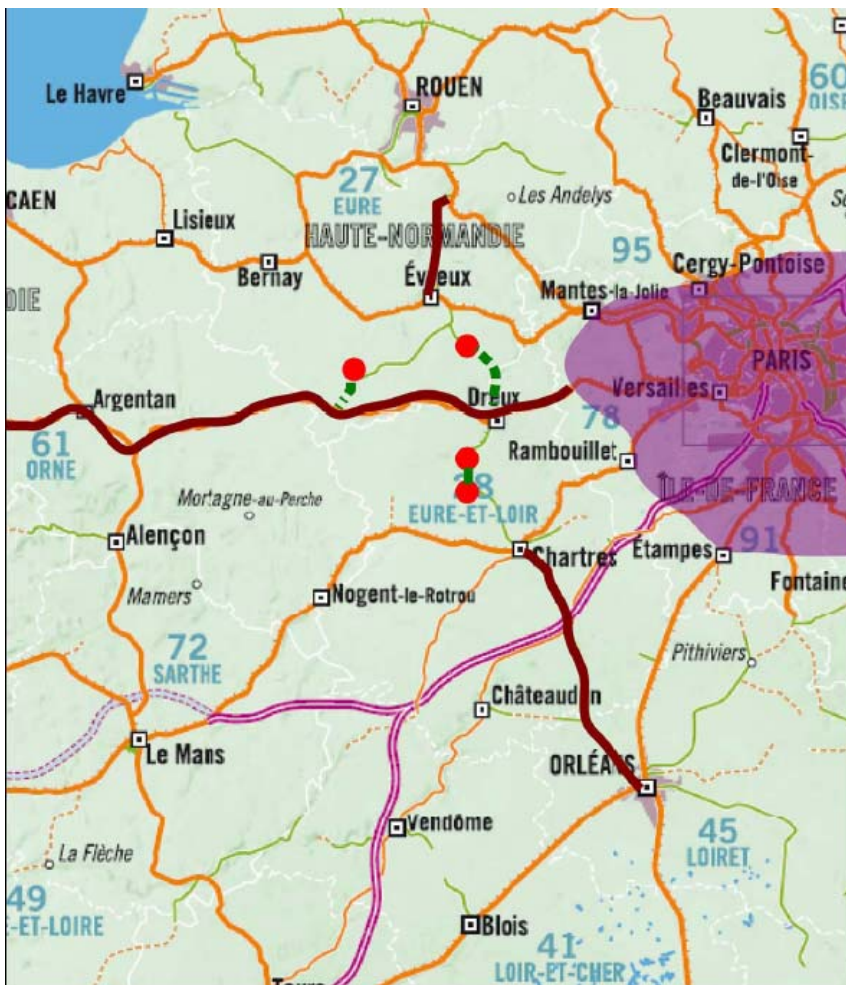 60
OISE
Le Havre
ROUEN
Beauvais
Clermont-
de-l'Oise
27
EURE
Les Andelys
CAEN
Lisieux
HAUTE-NORMANDIE
95
Bernay
Évreux
Cergy-Pontoise
DIE
Mantes-la Jolie
PARIS
Argentan
Dreux
Versailles
61
ORNE
78
Rambouillet
28
EURE-ET-LOIR
ÎLE-DE-FRANCE
Mortagne-au-Perche
Alençon
Chartres
Étampes
91
Mamers
Nogent-le-Rotrou
Fontaine
72
SARTHE
Pithiviers
Châteaudun
Le Mans
ORLÉANS
Vendôme
45
LOIRET
La Flèche
49
E-ET-LOIRE
Blois
41
LOIR-ET-CHER
Tours